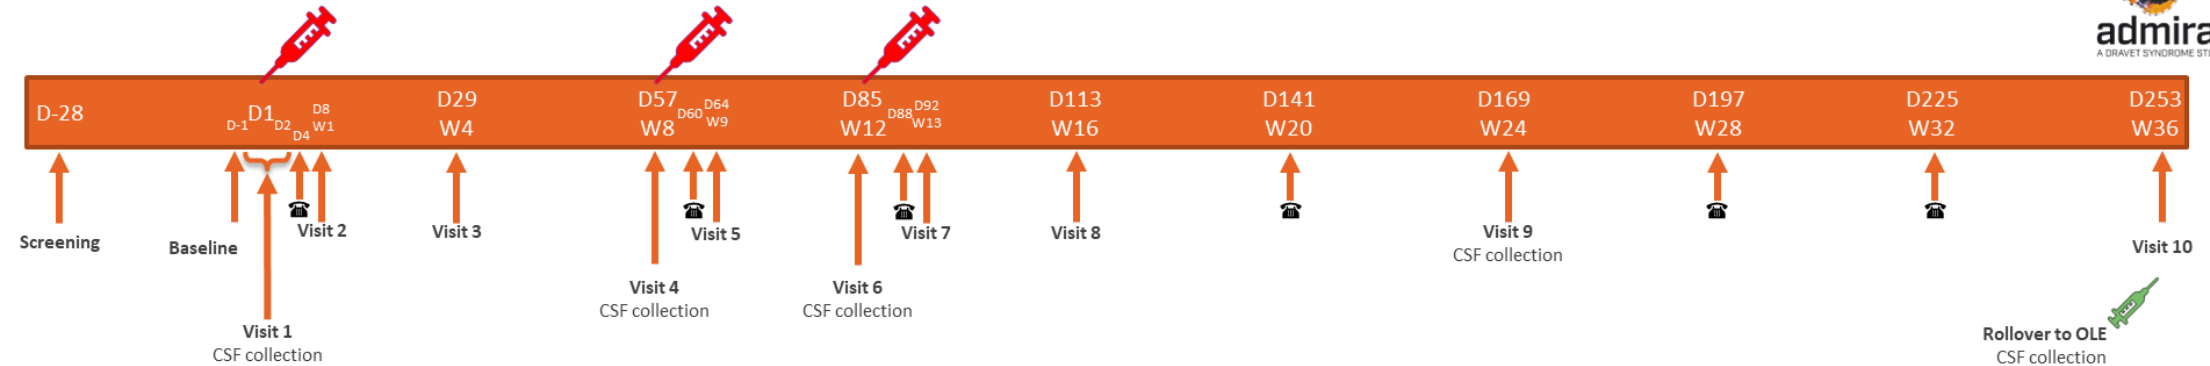 admira
A DRAVET SYNDROME ST
D-28
D-1
D1
D2
D4
D8
W1
D29
W4
D57
W8
D60
D64
W9
D85
W12
D88
D92
W13
D113
W16
D141
W20
D169
W24
D197
W28
D225
W32
D253
W36
Screening
Baseline
Visit 1
CSF collection
Visit 2
Visit 3
Visit 4
CSF collection
Visit 5
Visit 6
CSF collection
Visit 7
Visit 8
Visit 9
CSF collection
Visit 10
Rollover to OLE
CSF collection